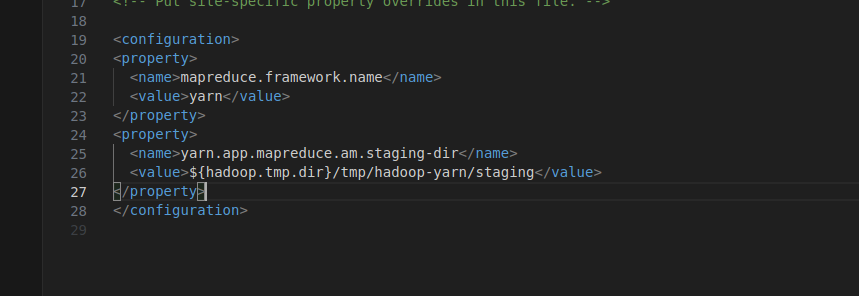 17 <!-- Put site-specific property overrides in this file. -->
18
19 <configuration>
20 <property>
21   <name>mapreduce.framework.name</name>
22   <value>yarn</value>
23 </property>
24 <property>
25   <name>yarn.app.mapreduce.am.staging-dir</name>
26   <value>${hadoop.tmp.dir}/tmp/hadoop-yarn/staging</value>
27 </property>
28 </configuration>
29